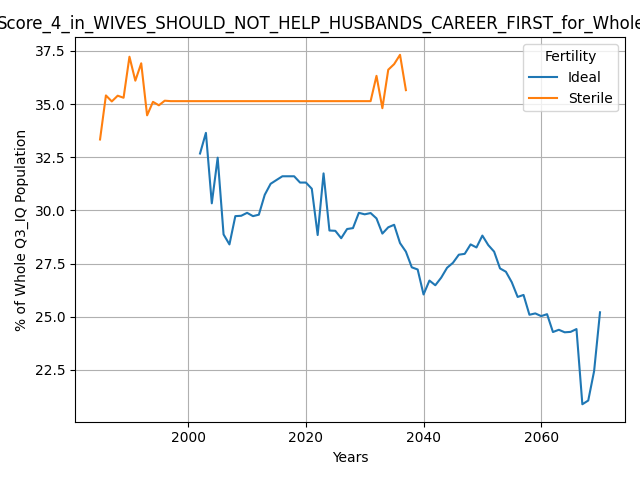 Score_4_in_WIVES_SHOULD_NOT_HELP_HUSBANDS_CAREER_FIRST_for_Whole
Fertility
Ideal
Sterile
37.5
35.0
32.5
30.0
27.5
25.0
22.5
% of Whole Q3_IQ Population
2000
2020
2040
2060
Years